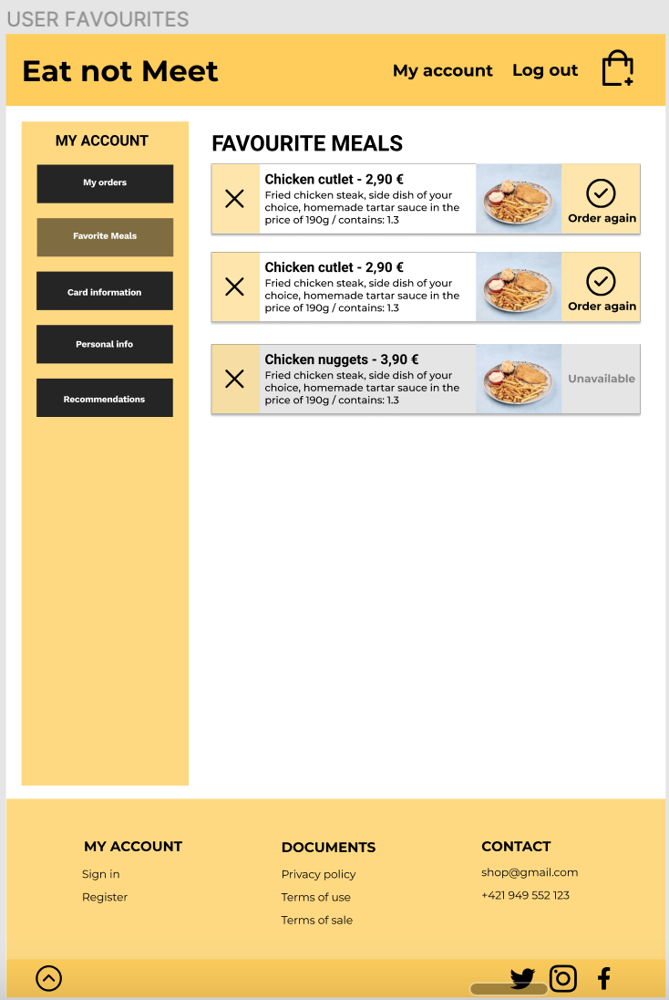 USER FAVOURITES
Eat not Meet
My account
Log out
MY ACCOUNT
My orders
Favorite Meals
Card information
Personal info
Recommendations
FAVOURITE MEALS
Chicken cutlet - 2,90 €
Fried chicken steak, side dish of your
choice, homemade tartar sauce in the
price of 190g / contains: 1.3
Order again
Chicken cutlet - 2,90 €
Fried chicken steak, side dish of your
choice, homemade tartar sauce in the
price of 190g / contains: 1.3
Order again
Chicken nuggets - 3,90 €
Fried chicken steak, side dish of your
choice, homemade tartar sauce in the
price of 190g / contains: 1.3
Unavailable
MY ACCOUNT
Sign in
Register
DOCUMENTS
Privacy policy
Terms of use
Terms of sale
CONTACT
shop@gmail.com
+421 949 552 123